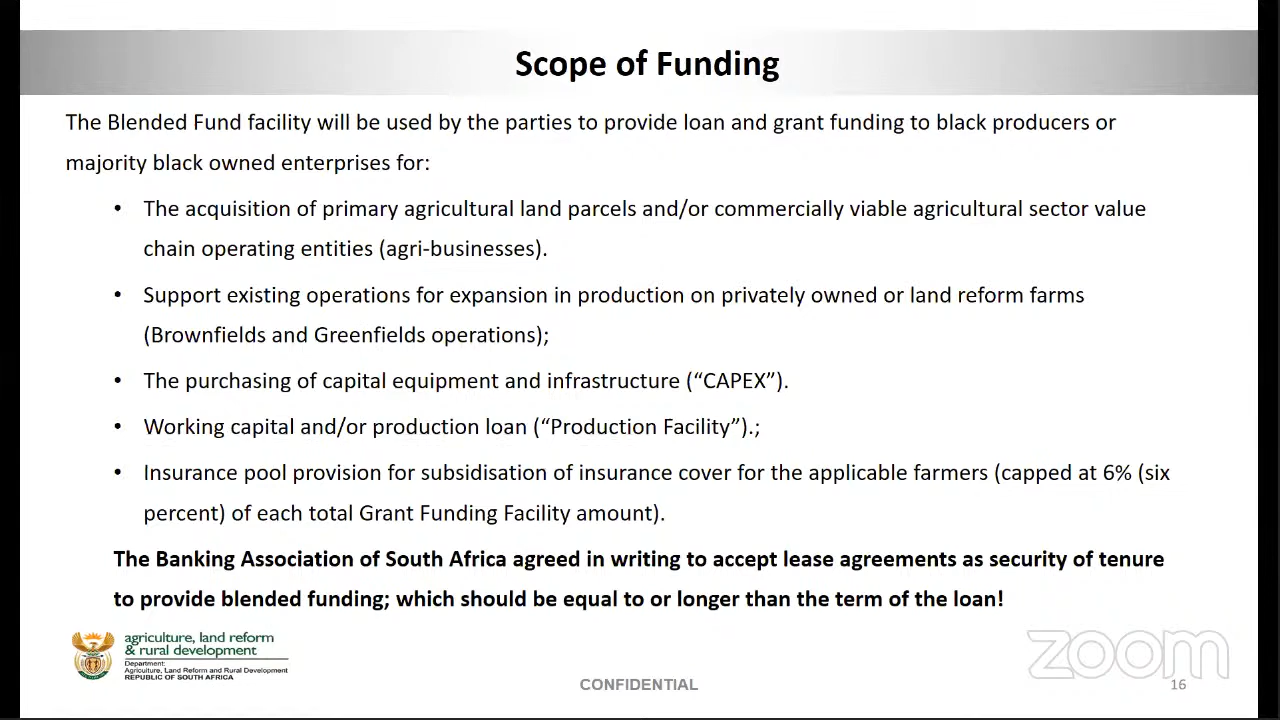 Scope of Funding
The Blended Fund facility will be used by the parties to provide loan and grant funding to black producers or
majority black owned enterprises for:
• The acquisition of primary agricultural land parcels and/or commercially viable agricultural sector value
chain operating entities (agri-businesses).
• Support existing operations for expansion in production on privately owned or land reform farms
(Brownfields and Greenfields operations);
• The purchasing of capital equipment and infrastructure (“CAPEX”).
• Working capital and/or production loan (“Production Facility”).;
• Insurance pool provision for subsidisation of insurance cover for the applicable farmers (capped at 6% (six
percent) of each total Grant Funding Facility amount).
The Banking Association of South Africa agreed in writing to accept lease agreements as security of tenure
to provide blended funding; which should be equal to or longer than the term of the loan!
agriculture, land reform
& rural development
Department:
Agriculture, Land Reform and Rural Development
REPUBLIC OF SOUTH AFRICA
CONFIDENTIAL
zoom
16